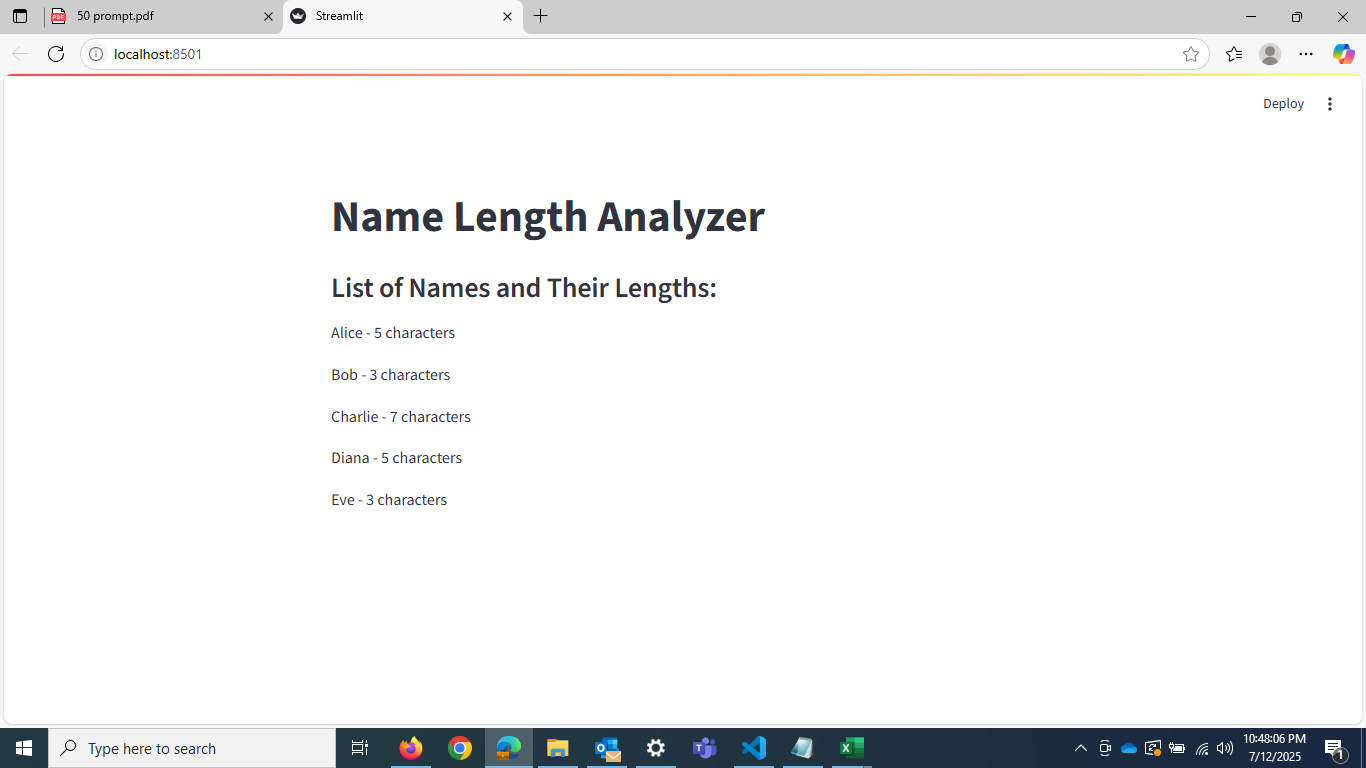 50 prompt.pdf
Streamlit
localhost:8501
Deploy
Name Length Analyzer
List of Names and Their Lengths:
Alice - 5 characters
Bob - 3 characters
Charlie - 7 characters
Diana - 5 characters
Eve - 3 characters
Type here to search
10:48:06 PM
7/12/2025
1